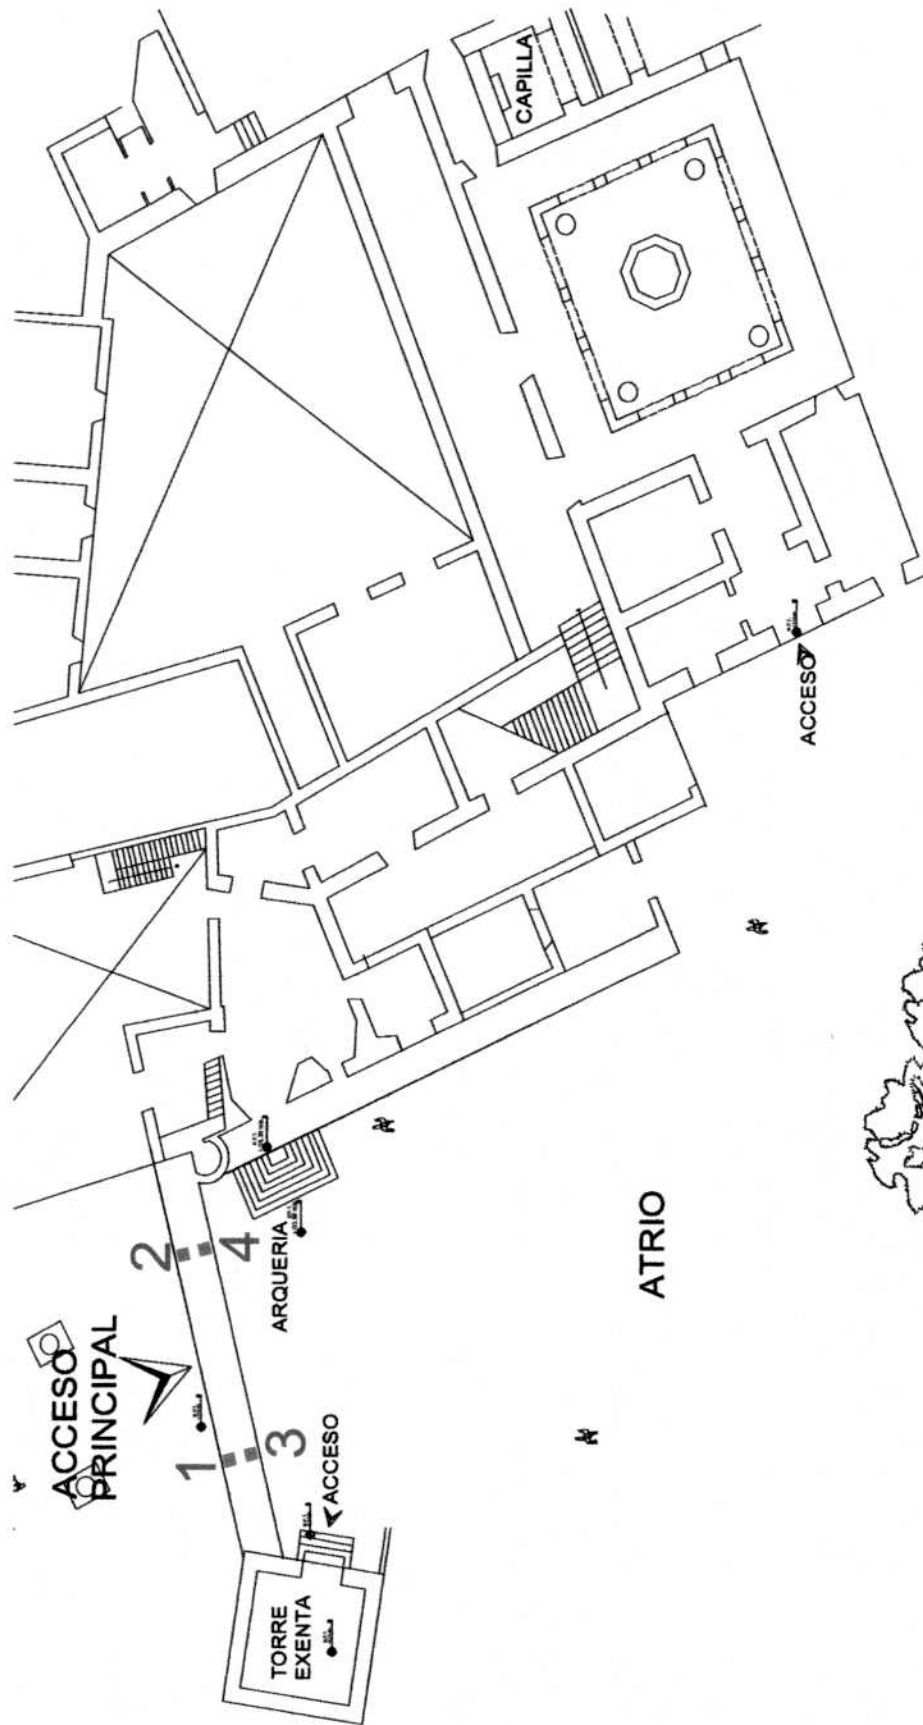 CAPILLA
ACCESO
PRINCIPAL
2
4
ARQUERIA
ATRIO
ACCESO
1
3
ACCESO
TORRE
EXENTA